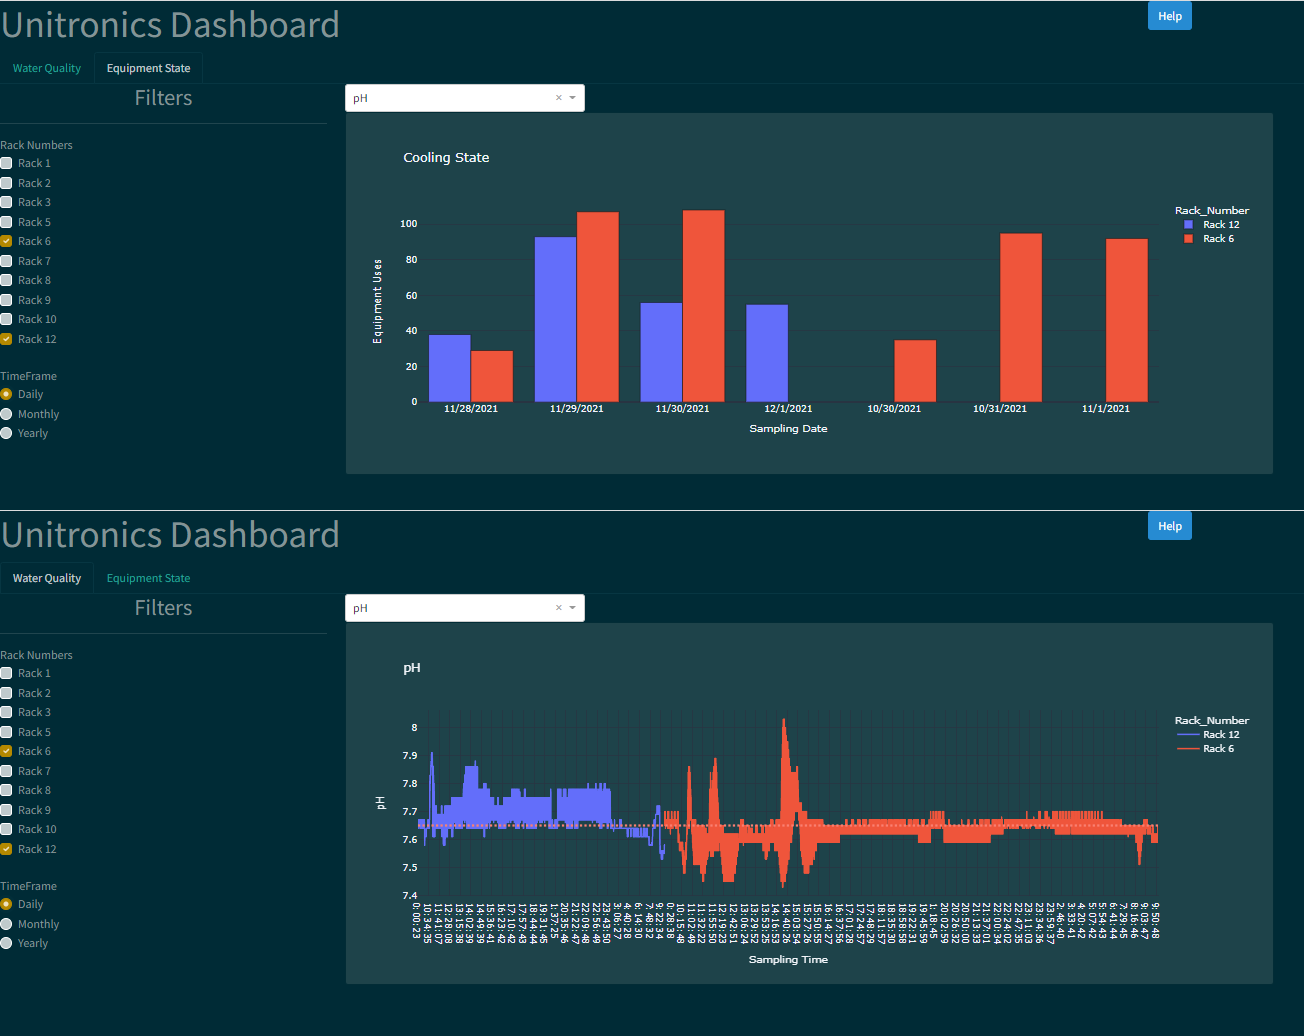 Unitronics Dashboard
Help
Water Quality
Equipment State
Filters
pH
Rack Numbers
Rack 1
Rack 2
Rack 3
Rack 5
Rack 6
Rack 7
Rack 8
Rack 9
Rack 10
Rack 12
TimeFrame
Daily
Monthly
Yearly
Cooling State
Equipment Uses
100
80
60
40
20
0
11/28/2021
11/29/2021
11/30/2021
12/1/2021
10/30/2021
10/31/2021
11/1/2021
Sampling Date
Rack_Number
Rack 12
Rack 6
Unitronics Dashboard
Help
Water Quality
Equipment State
Filters
pH
Rack Numbers
Rack 1
Rack 2
Rack 3
Rack 5
Rack 6
Rack 7
Rack 8
Rack 9
Rack 10
Rack 12
TimeFrame
Daily
Monthly
Yearly
pH
pH
8
7.9
7.8
7.7
7.6
7.5
7.4
0:00:23
10:34:35
11:41:07
12:28:08
13:15:38
14:02:39
14:49:39
15:36:41
16:23:42
17:10:42
17:57:43
18:44:44
19:31:45
1:37:25
20:35:46
21:22:47
22:09:48
22:56:49
23:43:50
3:06:27
4:40:28
6:14:30
7:48:32
9:22:34
0:28:38
10:15:48
11:02:49
11:55:50
12:19:23
12:42:51
13:06:24
13:29:52
13:53:25
14:16:53
14:40:26
15:03:54
15:27:26
15:50:55
16:14:27
16:37:56
17:01:28
17:24:57
17:48:29
18:11:57
18:35:30
18:58:58
19:22:31
19:45:59
1:18:45
20:02:59
20:26:32
20:50:00
21:13:33
21:37:01
22:00:34
22:24:02
22:47:35
23:11:03
23:34:36
23:59:37
2:46:40
3:33:41
4:20:42
5:07:42
5:54:43
6:41:44
7:29:45
8:16:46
9:03:47
9:50:48
Sampling Time
Rack_Number
Rack 12
Rack 6